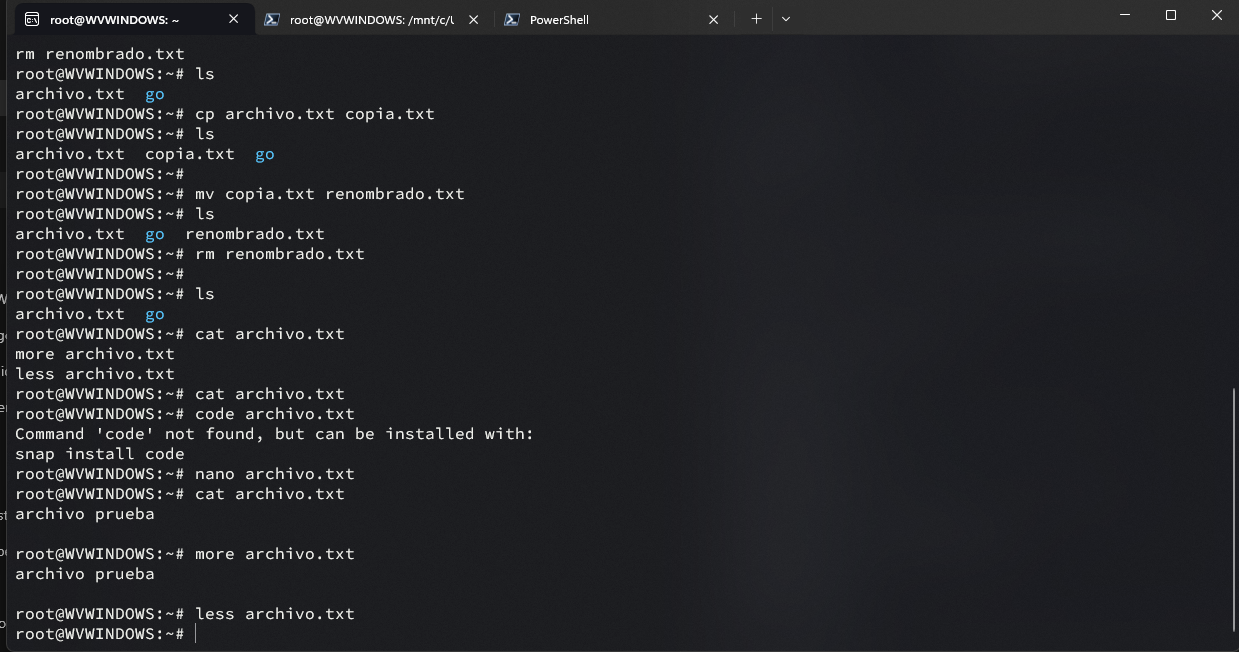 root@WVWINDOWS: ~
root@WVWINDOWS: /mnt/c/
PowerShell
rm renombrado.txt
root@WVWINDOWS:~# ls
archivo.txt  go
root@WVWINDOWS:~# cp archivo.txt copia.txt
root@WVWINDOWS:~# ls
archivo.txt  copia.txt  go
root@WVWINDOWS:~#
root@WVWINDOWS:~# mv copia.txt renombrado.txt
root@WVWINDOWS:~# ls
archivo.txt  go  renombrado.txt
root@WVWINDOWS:~# rm renombrado.txt
root@WVWINDOWS:~#
root@WVWINDOWS:~# ls
archivo.txt  go
root@WVWINDOWS:~# cat archivo.txt
more archivo.txt
less archivo.txt
root@WVWINDOWS:~# cat archivo.txt
root@WVWINDOWS:~# code archivo.txt
Command 'code' not found, but can be installed with:
snap install code
root@WVWINDOWS:~# nano archivo.txt
root@WVWINDOWS:~# cat archivo.txt
archivo prueba
root@WVWINDOWS:~# more archivo.txt
archivo prueba
root@WVWINDOWS:~# less archivo.txt
root@WVWINDOWS:~#